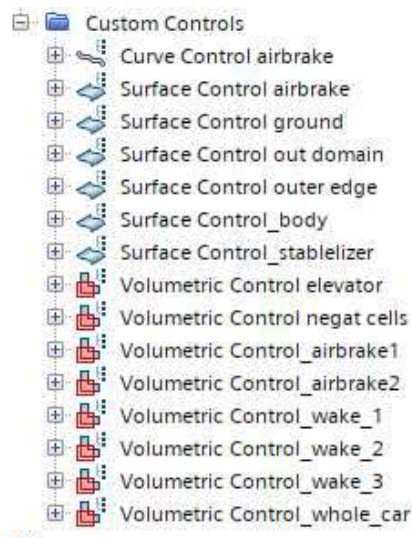 Custom Controls
Curve Control airbrake
Surface Control airbrake
Surface Control ground
Surface Control out domain
Surface Control outer edge
Surface Control_body
Surface Control_stablelizer
Volumetric Control elevator
Volumetric Control negat cells
Volumetric Control_airbrake1
Volumetric Control_airbrake2
Volumetric Control_wake_1
Volumetric Control_wake_2
Volumetric Control_wake_3
Volumetric Control_whole_car